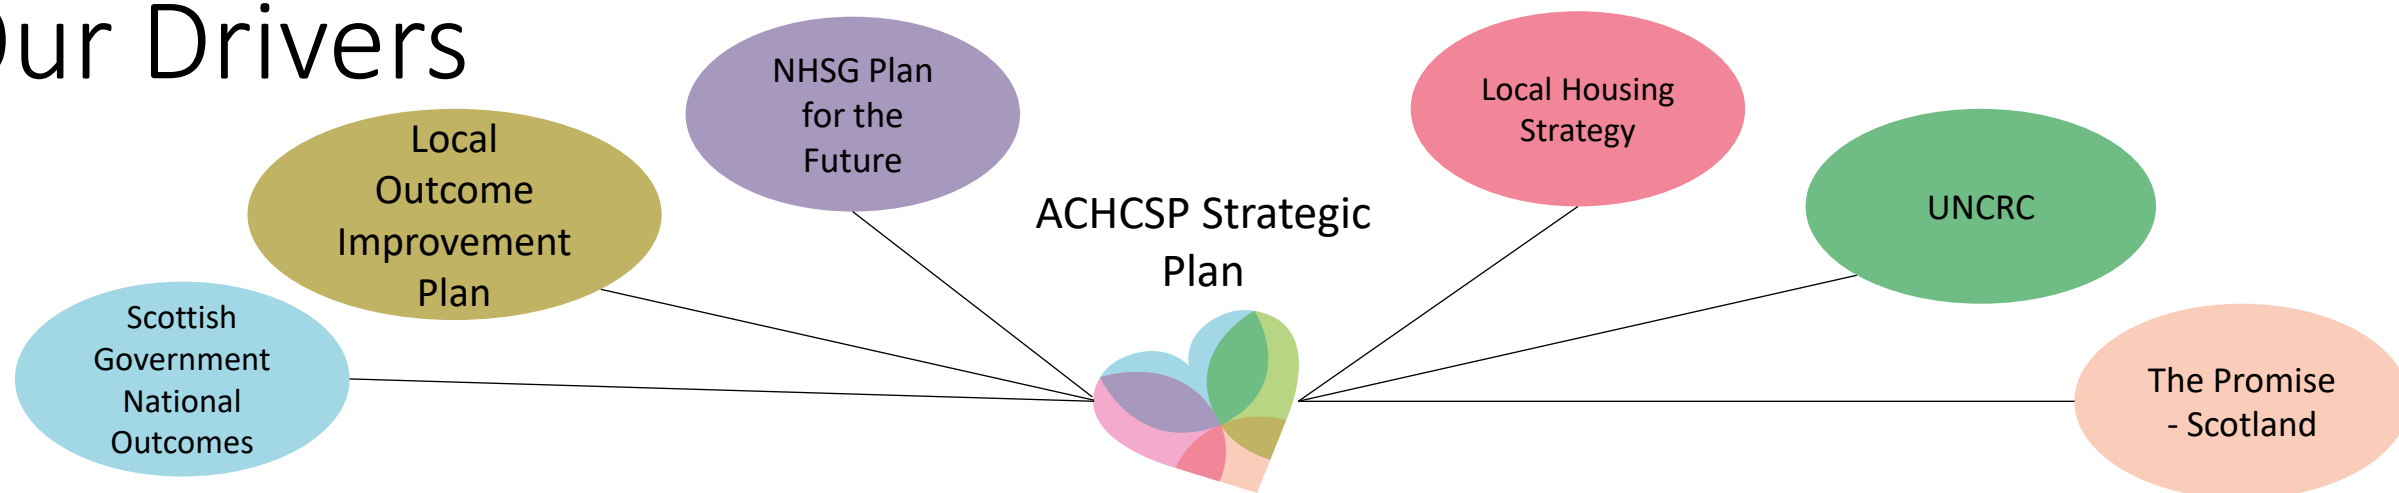 Our Drivers
NHSG Plan
for the
Future
Local Housing
Strategy
Local
Outcome
Improvement
Plan
ACHCSP Strategic
Plan
UNCRC
Scottish
Government
National
Outcomes
The Promise
- Scotland